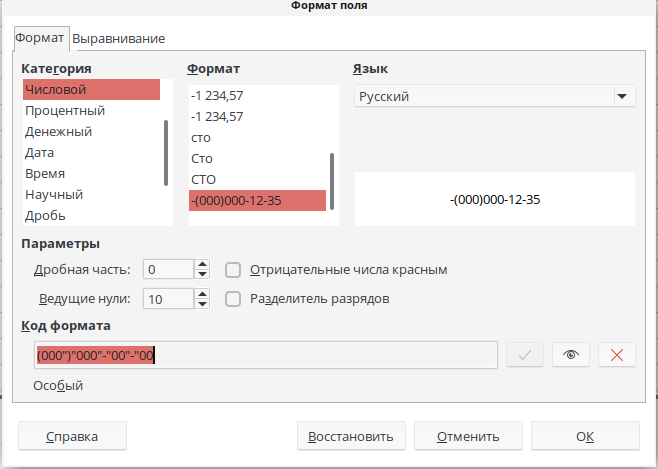 Формат поля
Формат Выравнивание
Категория Формат Язык
Числовой
Процентный
Денежный
Дата
Время
Научный
Дробь
-1 234,57
-1 234,57
сто
Сто
СТО
-(000)000-12-35
Русский
-(000)000-12-35
Параметры
Дробная часть: 0 Отрицательные числа красным
Ведущие нули: 10 Разделитель разрядов
Код формата
(000")"000"-"00"-"00
Особый
Справка Восстановить Отменить OK